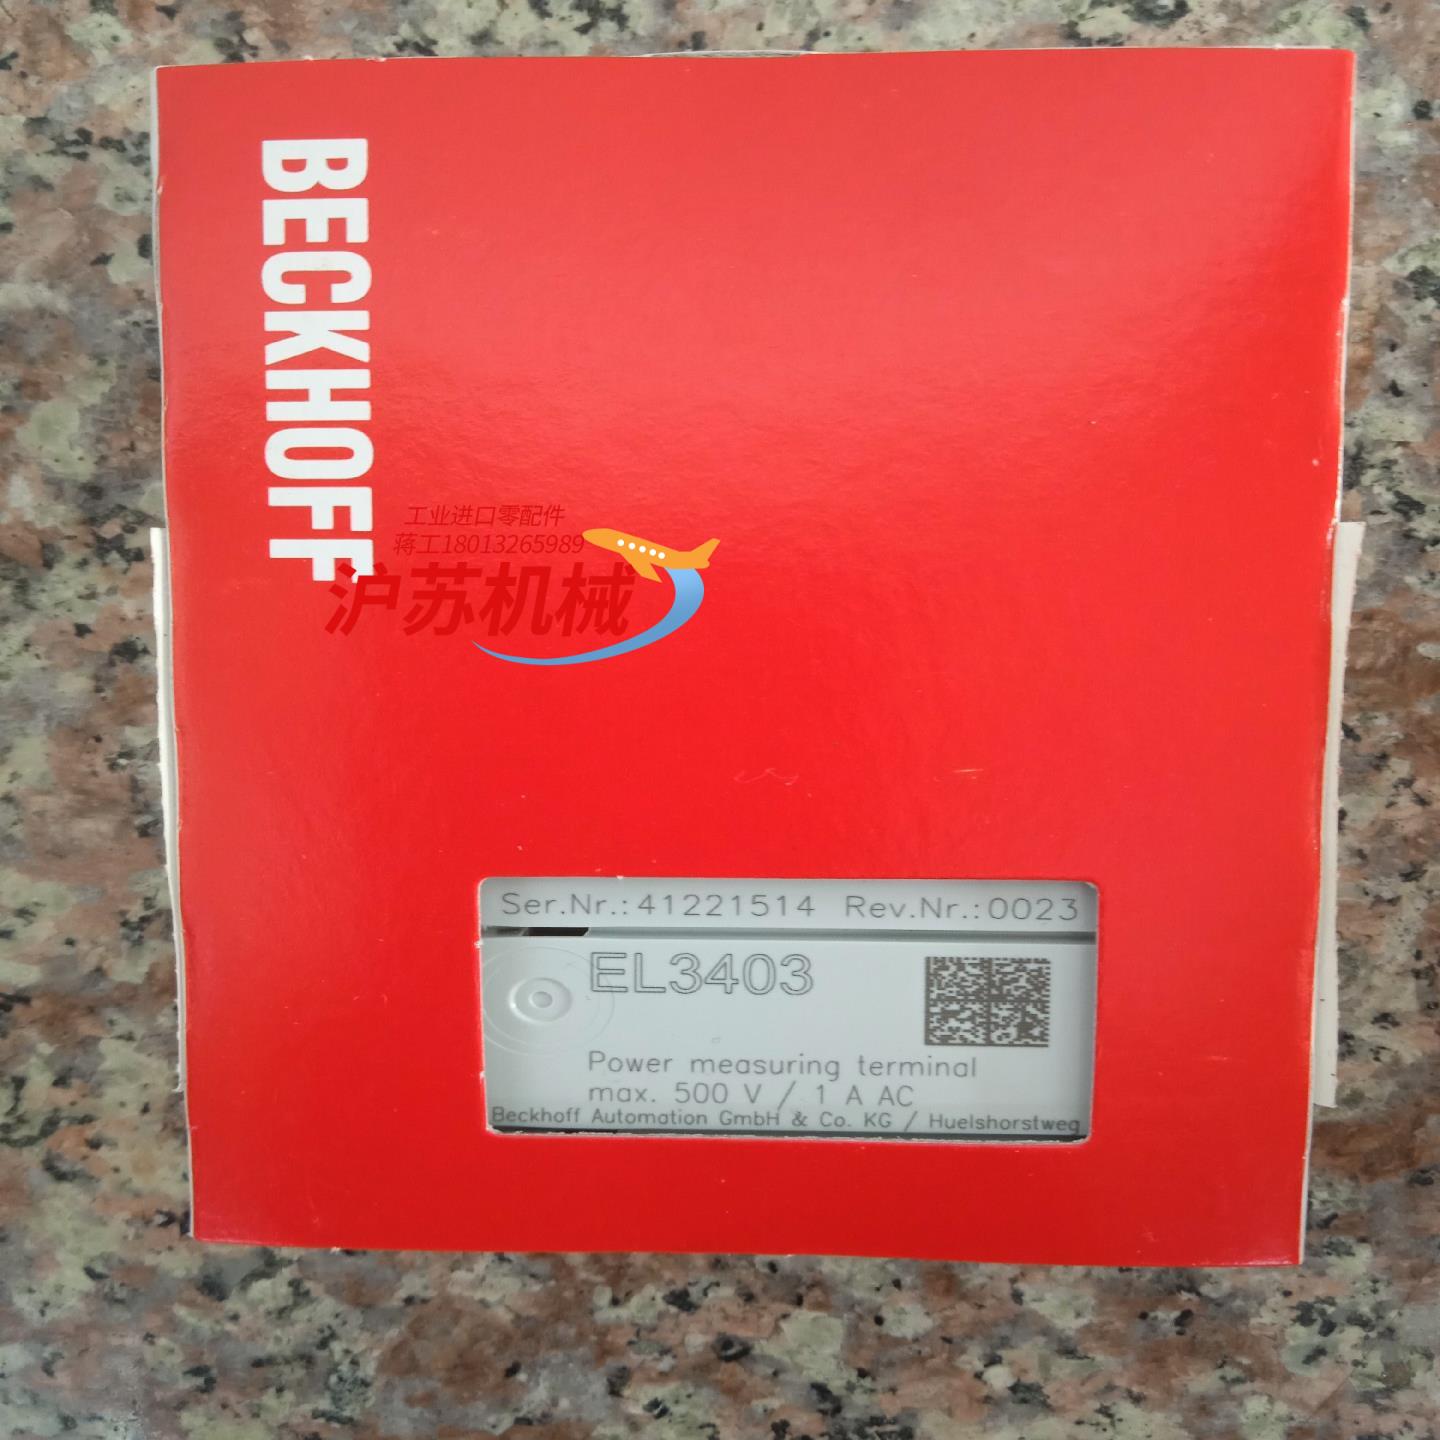 BECKHOFF
工业进口零配件
蒋工18013265989
沪苏机械
Ser.Nr.: 41221514 Rev.Nr.: 0023
EL3403
Power measuring terminal
max. 500 V / 1 A AC
Beckhoff Automation GmbH & Co. KG / Huelshorstweg